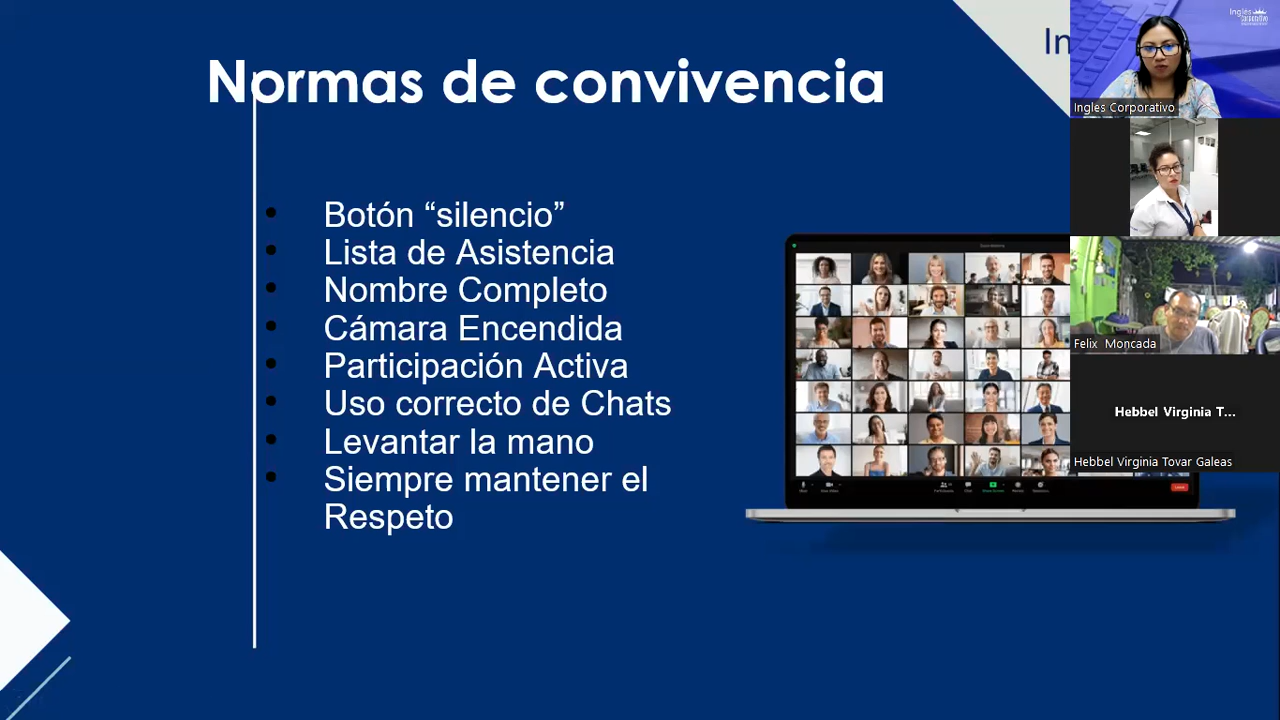 Normas de convivencia
Botón “silencio”
Lista de Asistencia
Nombre Completo
Cámara Encendida
Participación Activa
Uso correcto de Chats
Levantar la mano
Siempre mantener el
Respeto
In
Inglés
Ingles Corporativo
Felix Moncada
Hebbel Virginia T...
Hebbel Virginia Tovar Galeas